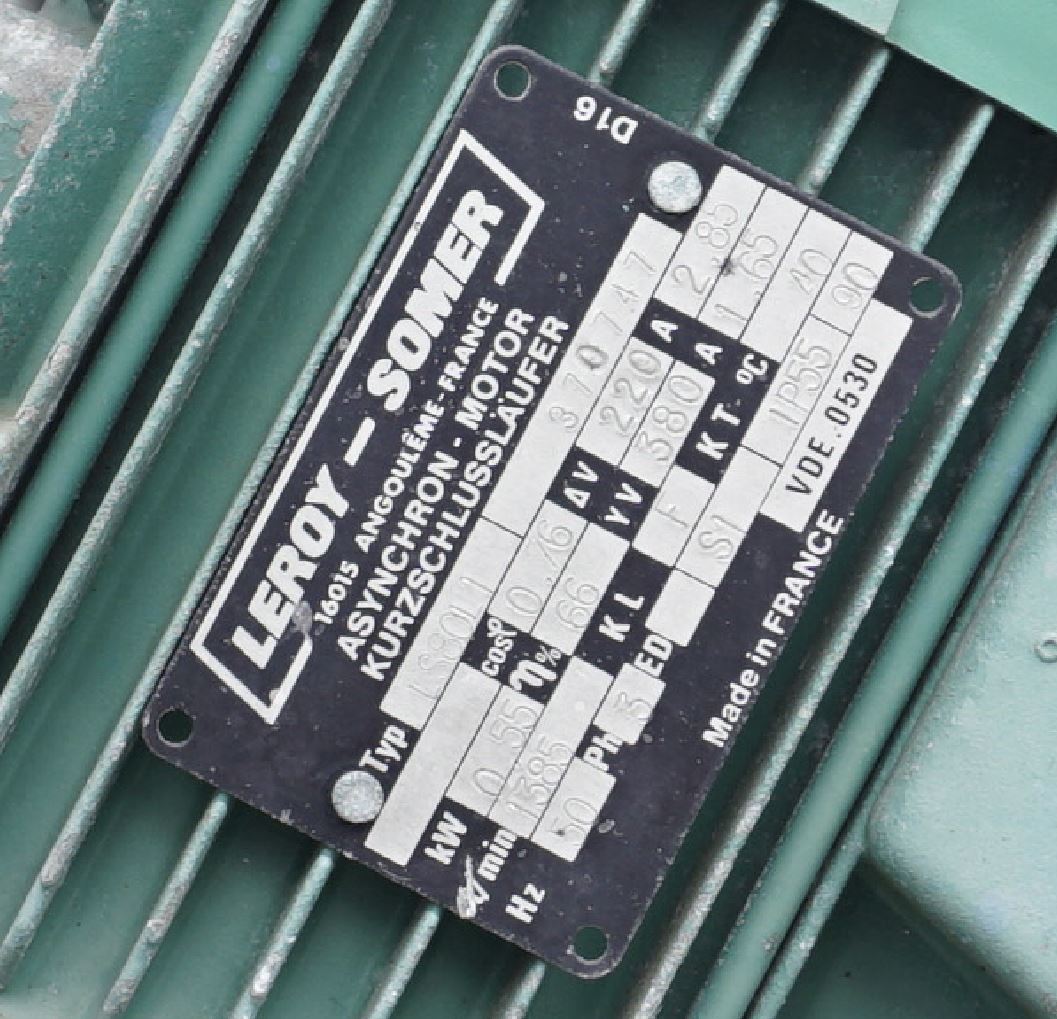 D16
LEROY – SOMER
16015 ANGOULÊME-FRANCE
ASYNCHRON - MOTOR
KURZSCHLUSSLÄUFER
Typ LS80L1 370747
kW 0.55 cosφ 0.76 ΔV 220 A 2.85
min 1385 η% 66 YV 380 A 1.65
Hz 50 KL F KT °C 40
Ph 3 ED S1 IP55 90
VDE.0530
Made in FRANCE